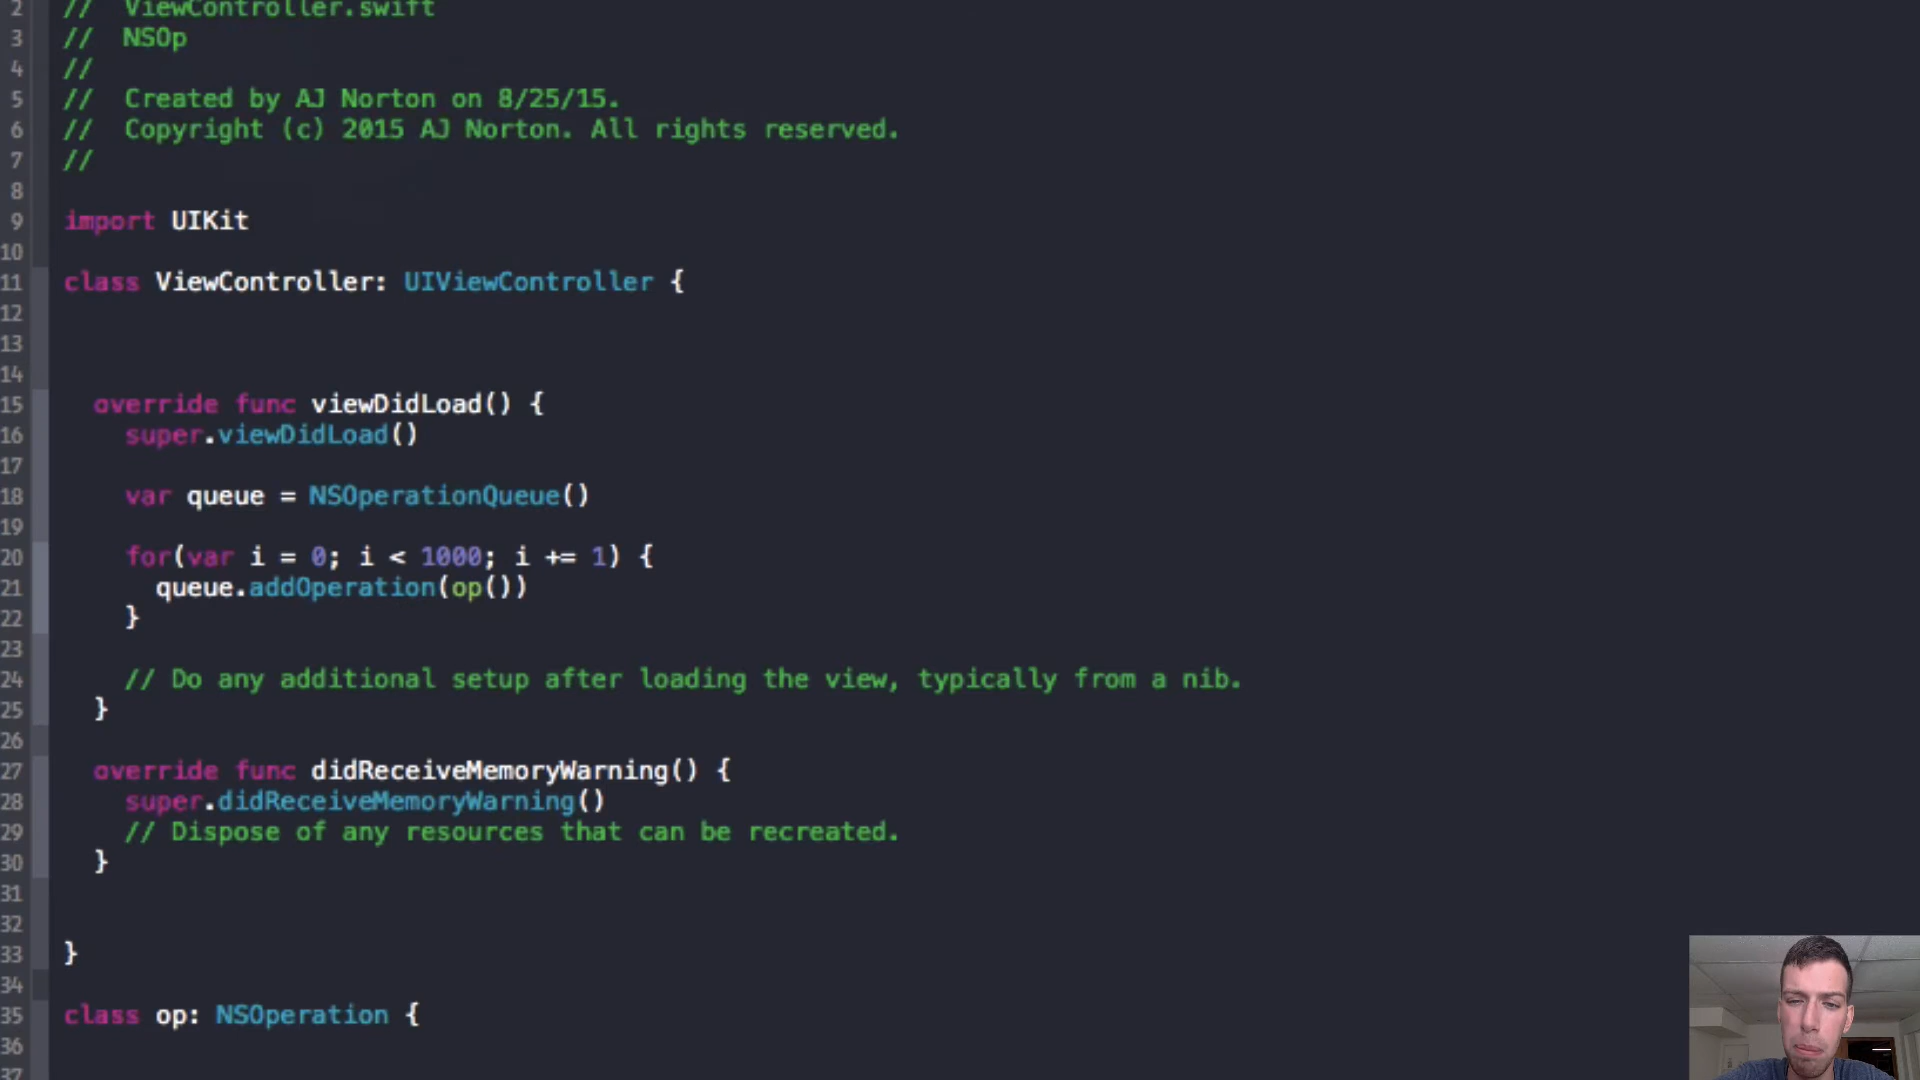 2 // ViewController.swift
3 // NSOp
4 //
5 // Created by AJ Norton on 8/25/15.
6 // Copyright (c) 2015 AJ Norton. All rights reserved.
7 //
8
9 import UIKit
10
11 class ViewController: UIViewController {
12
13
14
15 override func viewDidLoad() {
16 super.viewDidLoad()
17
18 var queue = NSOperationQueue()
19
20 for(var i = 0; i < 1000; i += 1) {
21 queue.addOperation(op())
22 }
23
24 // Do any additional setup after loading the view, typically from a nib.
25 }
26
27 override func didReceiveMemoryWarning() {
28 super.didReceiveMemoryWarning()
29 // Dispose of any resources that can be recreated.
30 }
31
32
33 }
34
35 class op: NSOperation {
36
37